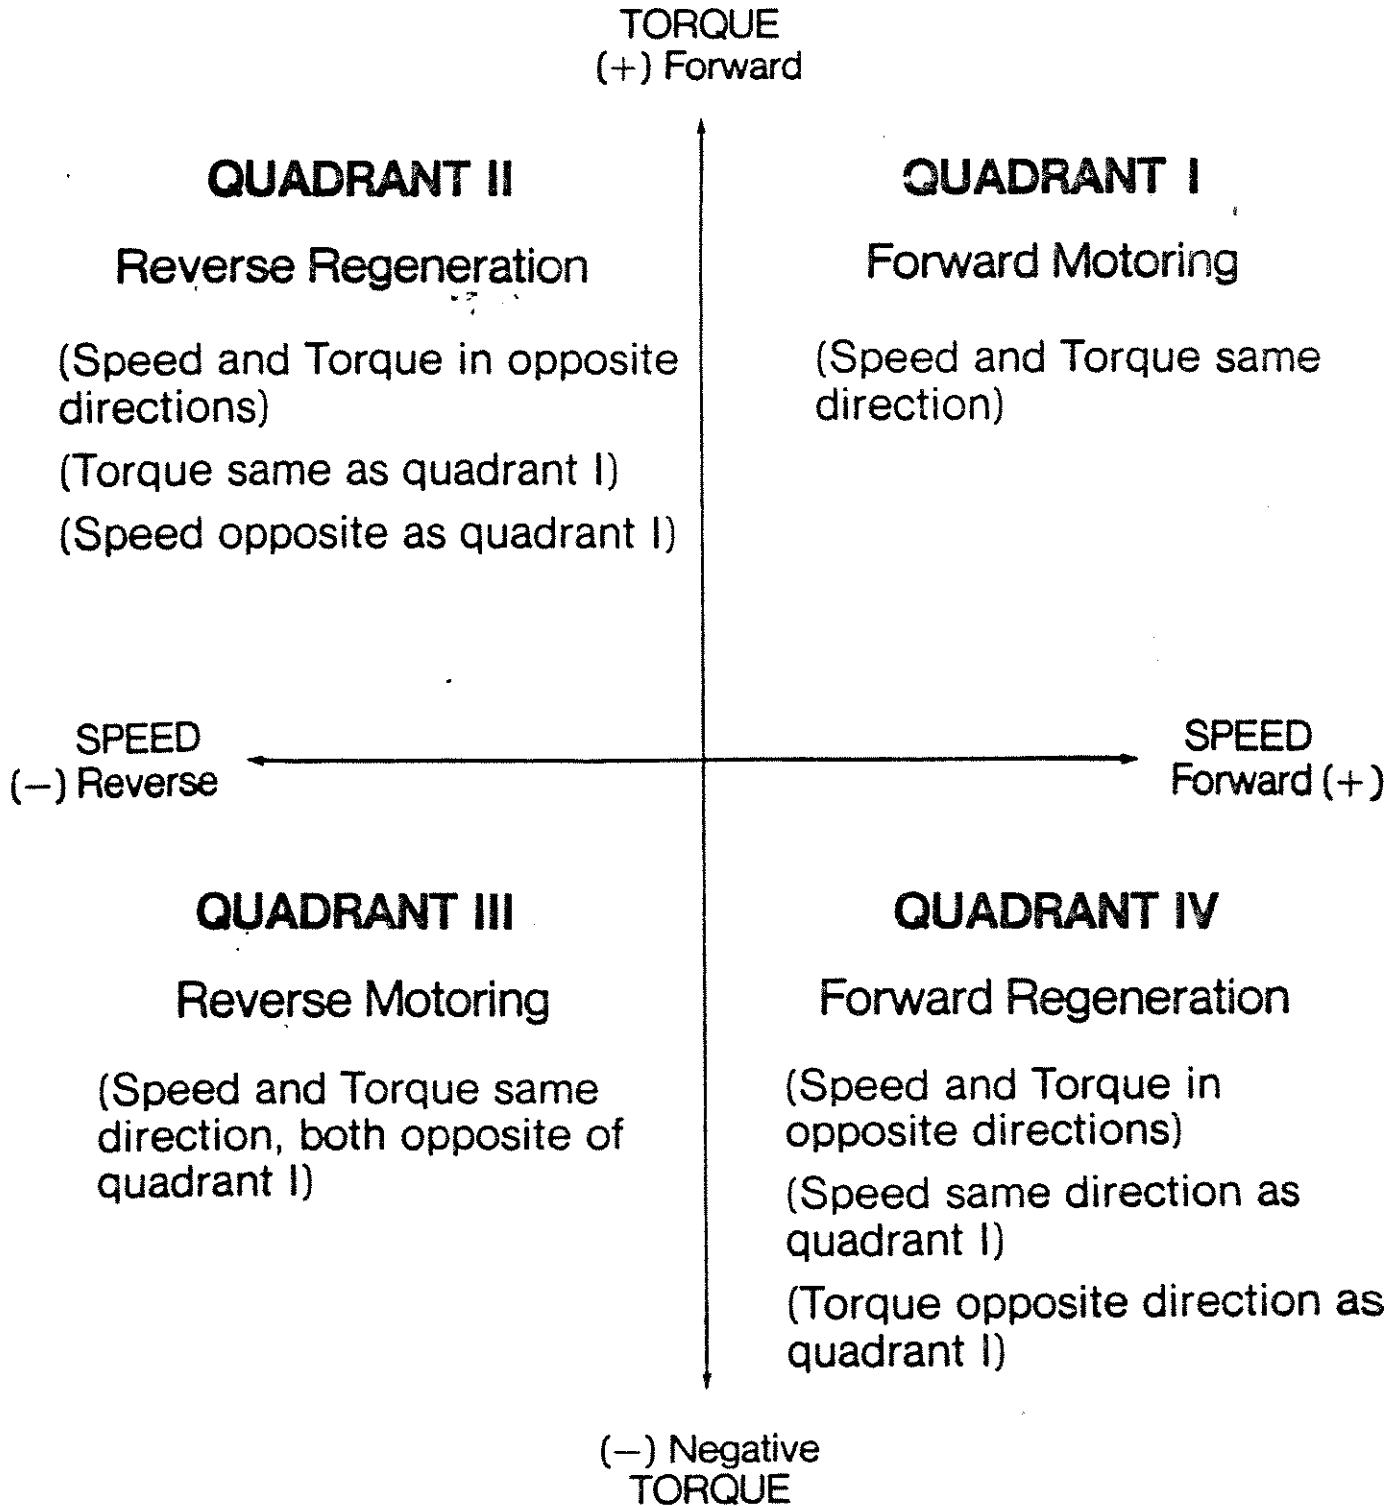 TORQUE
(+) Forward
QUADRANT II
Reverse Regeneration
(Speed and Torque in opposite
directions)
(Torque same as quadrant I)
(Speed opposite as quadrant I)
QUADRANT I
Forward Motoring
(Speed and Torque same
direction)
SPEED
(−) Reverse
SPEED
Forward (+)
QUADRANT III
Reverse Motoring
(Speed and Torque same
direction, both opposite of
quadrant I)
QUADRANT IV
Forward Regeneration
(Speed and Torque in
opposite directions)
(Speed same direction as
quadrant I)
(Torque opposite direction as
quadrant I)
(−) Negative
TORQUE